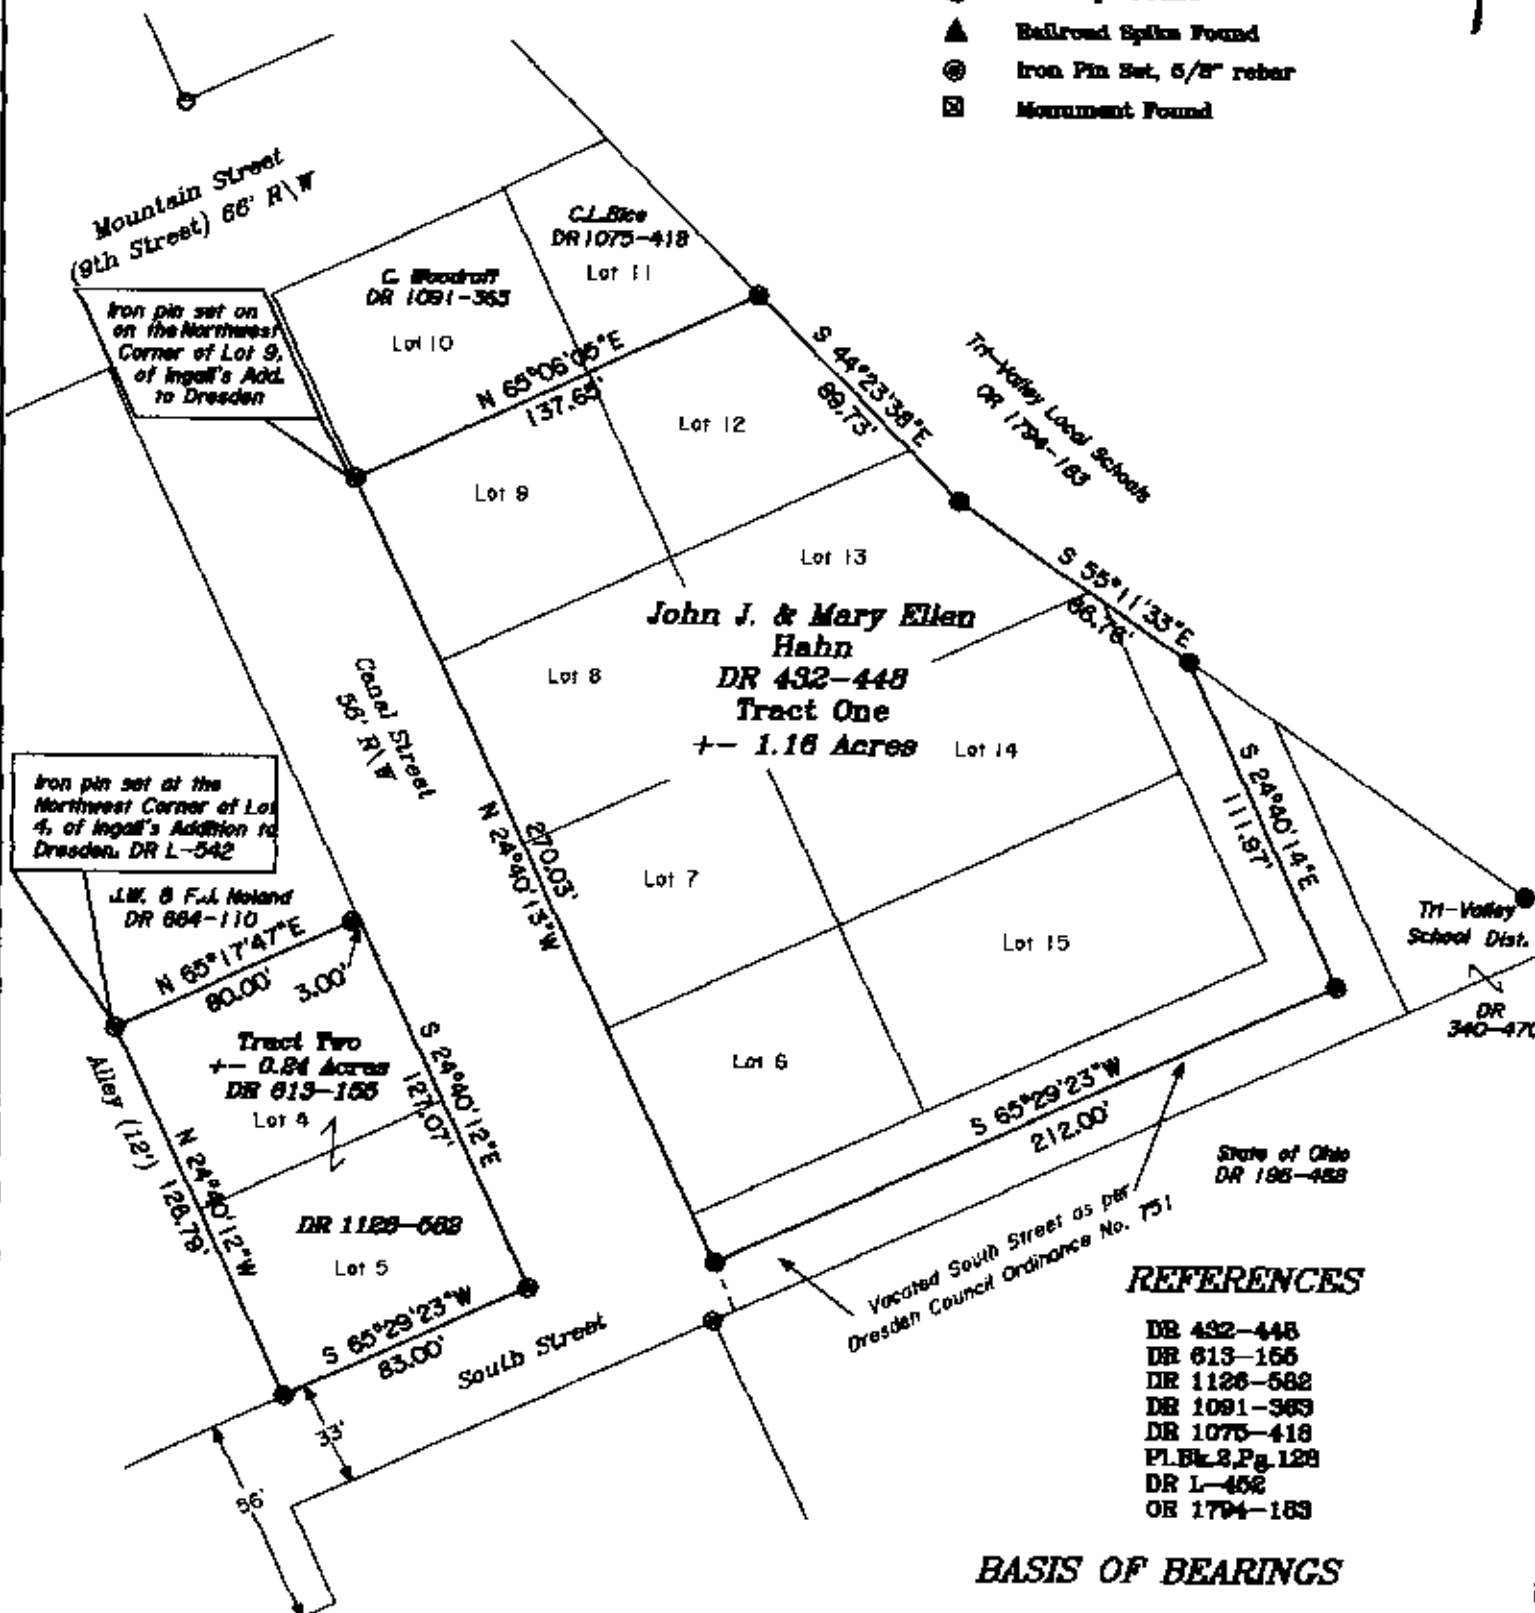 Railroad Spike Found
Iron Pin Set, 5/8" rebar
Monument Found
Mountain Street
(9th Street) 66' R\W
C.L.Bice
DR1075-418
Lot 11
C. Woodruff
DR 1091-363
Lot 10
Iron pin set on
on the Northwest
Corner of Lot 9,
of Ingall's Add.
to Dresden
N 65°06'05"E
137.65'
S 44°23'38"E
89.73'
Tri-Valley Local Schools
OR 1794-183
Lot 12
Lot 9
Lot 13
S 55°11'33"E
86.76'
John J. & Mary Ellen
Hahn
DR 432-448
Tract One
+- 1.16 Acres
Lot 8
Lot 14
Canal Street
56' R\W
270.03'
N 24°40'13"W
S 24°40'14"E
111.97'
Iron pin set at the
Northwest Corner of Lot
4, of Ingall's Addition to
Dresden, DR L-542
J.W. & F.J. Noland
DR 664-110
Lot 7
Lot 15
Tri-Valley
School Dist.
DR
340-470
N 65°17'47"E
80.00'
3.00'
Tract Two
+- 0.24 Acres
DR 613-155
Lot 4
S 24°40'12"E
127.07'
Lot 6
S 65°29'23"W
212.00'
Alley (12')
N 24°40'12"W
126.79'
State of Ohio
DR 195-488
DR 1126-582
Lot 5
Vacated South Street as per
Dresden Council Ordinance No. 751
S 65°29'23"W
83.00'
South Street
33'
56'
REFERENCES
DR 432-448
DR 613-155
DR 1126-582
DR 1091-363
DR 1075-418
Pl.Bk.2,Pg.128
DR L-452
OR 1794-183
BASIS OF BEARINGS